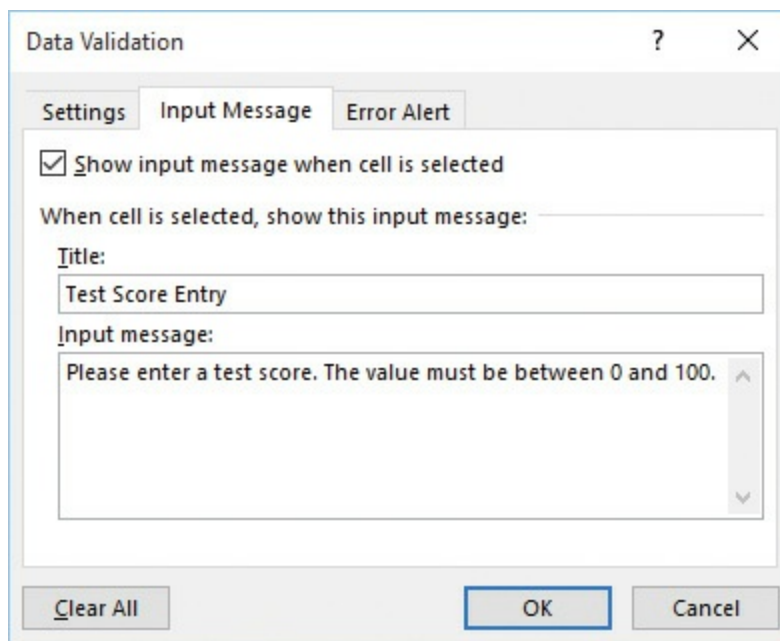 Data Validation ?
Settings Input Message Error Alert
Show input message when cell is selected
When cell is selected, show this input message:
Title:
Test Score Entry
Input message:
Please enter a test score. The value must be between 0 and 100.
Clear All OK Cancel